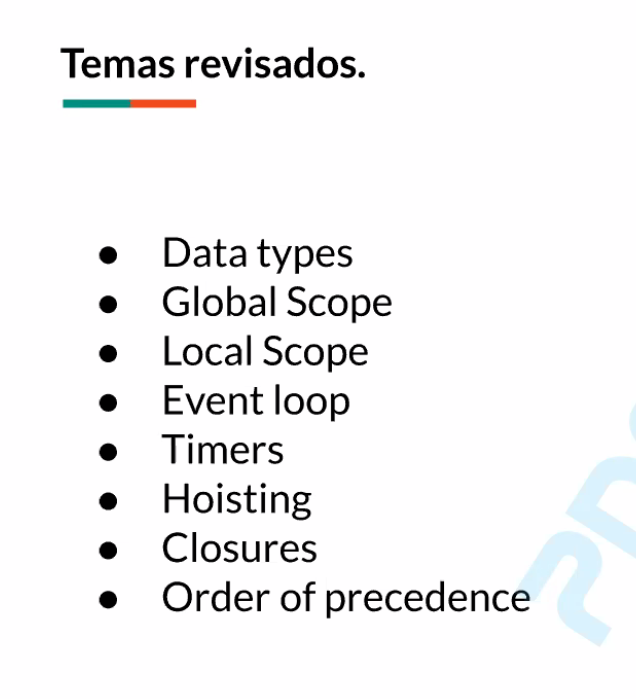 Temas revisados.
● Data types
● Global Scope
● Local Scope
● Event loop
● Timers
● Hoisting
● Closures
● Order of precedence